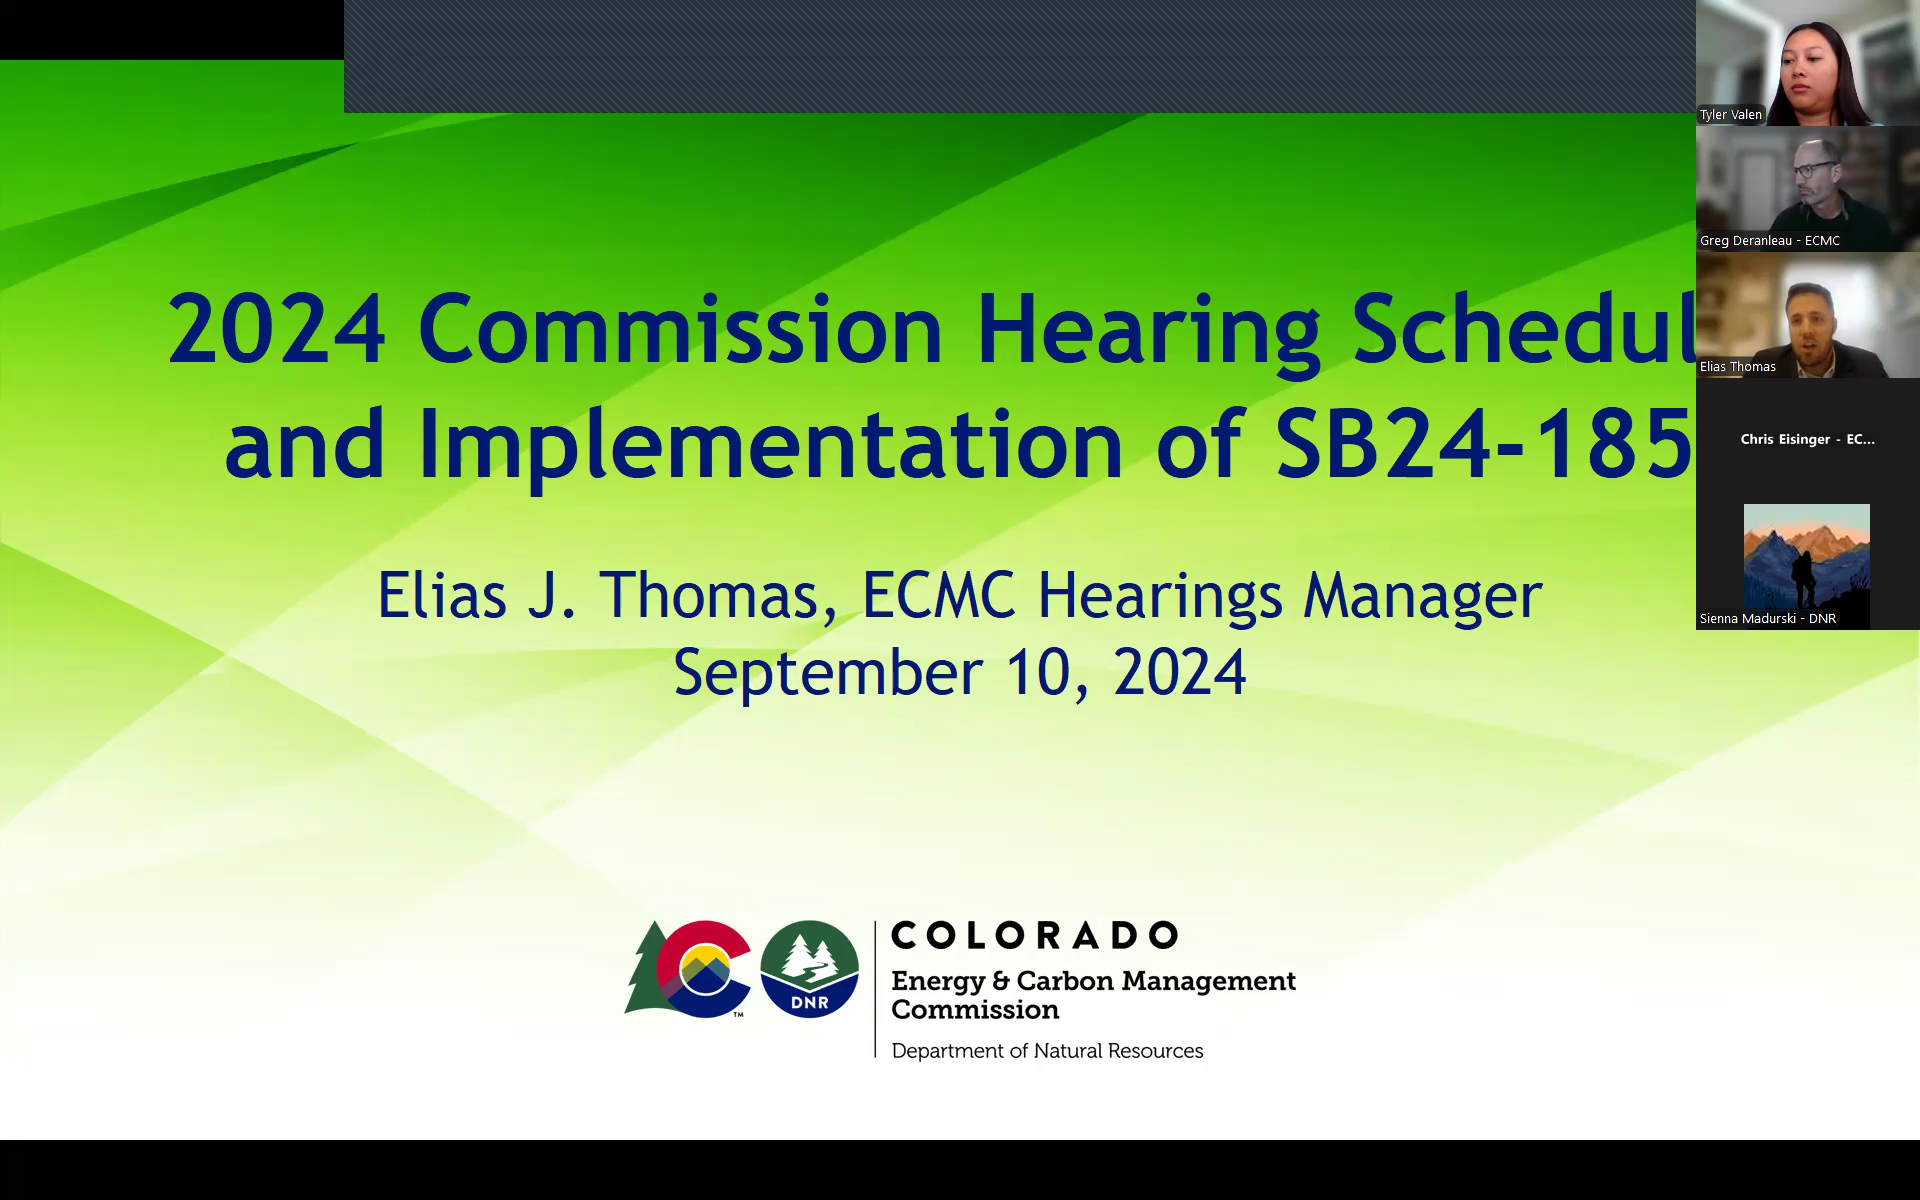 2024 Commission Hearing Schedul
and Implementation of SB24-185
Elias J. Thomas, ECMC Hearings Manager
September 10, 2024
COLORADO
Energy & Carbon Management
Commission
Department of Natural Resources
DNR
TM
Tyler Valen
Greg Deranleau - ECMC
Elias Thomas
Chris Eisinger - EC...
Sienna Madurski - DNR